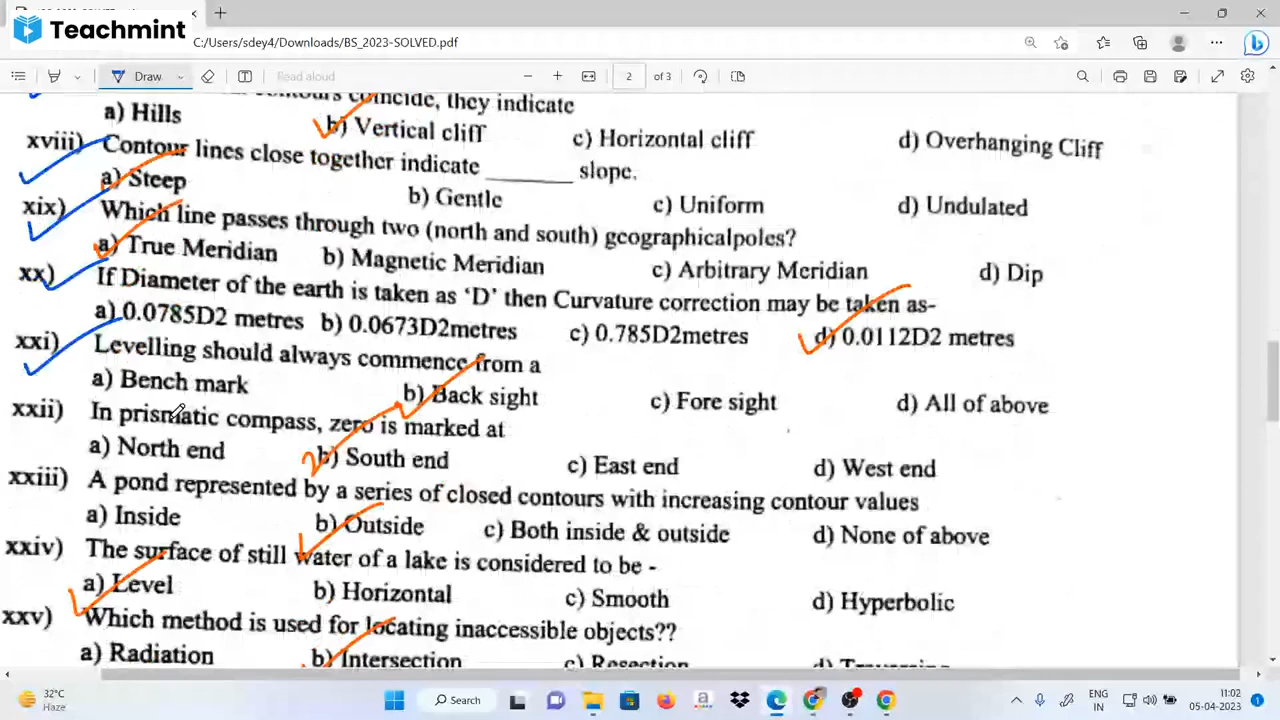 Teachmint
C:/Users/sdey4/Downloads/BS_2023-SOLVED.pdf
Draw
Read aloud
2 of 3
coincide, they indicate
a) Hills b) Vertical cliff c) Horizontal cliff d) Overhanging Cliff
xviii) Contour lines close together indicate ________ slope.
a) Steep b) Gentle c) Uniform d) Undulated
xix) Which line passes through two (north and south) geographicalpoles?
a) True Meridian b) Magnetic Meridian c) Arbitrary Meridian d) Dip
xx) If Diameter of the earth is taken as ‘D’ then Curvature correction may be taken as-
a) 0.0785D2 metres b) 0.0673D2metres c) 0.785D2metres d) 0.0112D2 metres
xxi) Levelling should always commence from a
a) Bench mark b) Back sight c) Fore sight d) All of above
xxii) In prismatic compass, zero is marked at
a) North end b) South end c) East end d) West end
xxiii) A pond represented by a series of closed contours with increasing contour values
a) Inside b) Outside c) Both inside & outside d) None of above
xxiv) The surface of still water of a lake is considered to be -
a) Level b) Horizontal c) Smooth d) Hyperbolic
xxv) Which method is used for locating inaccessible objects??
a) Radiation b) Intersection c) Resection d) Traversing
32°C
Haze
Search
ENG
IN
11:02
05-04-2023